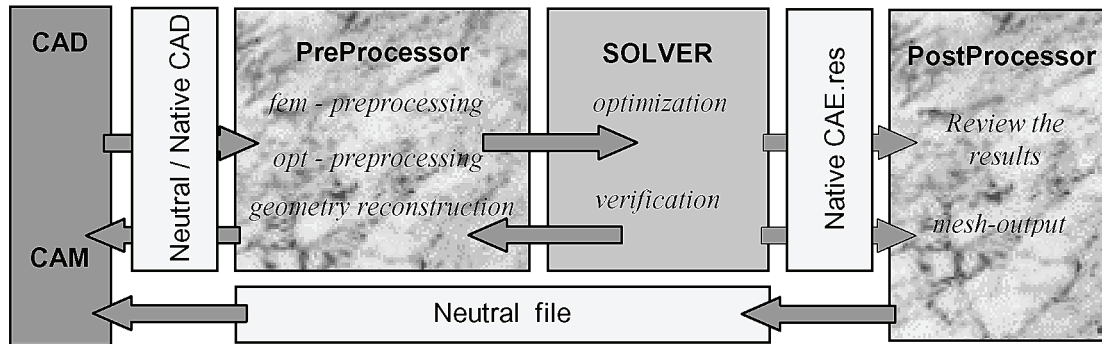 CAD
CAM
Neutral / Native CAD
PreProcessor
fem - preprocessing
opt - preprocessing
geometry reconstruction
SOLVER
optimization
verification
Native CAE.res
PostProcessor
Review the
results
mesh-output
Neutral file